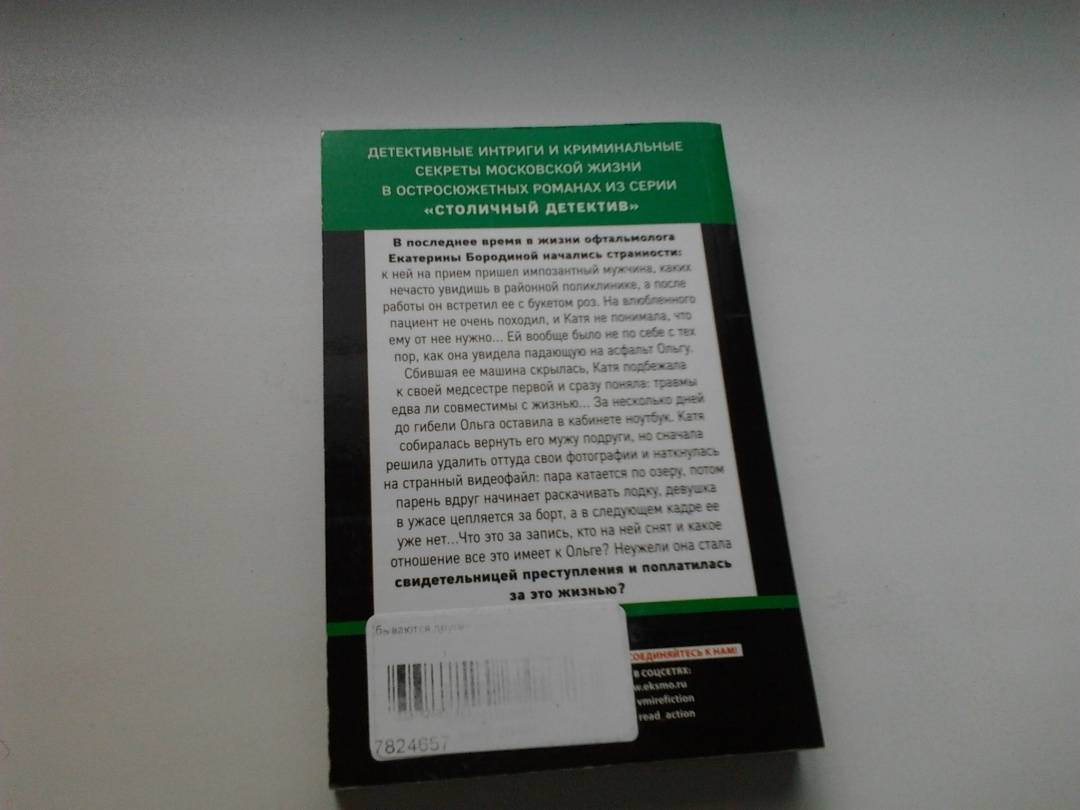 ДЕТЕКТИВНЫЕ ИНТРИГИ И КРИМИНАЛЬНЫЕ
СЕКРЕТЫ МОСКОВСКОЙ ЖИЗНИ
В ОСТРОСЮЖЕТНЫХ РОМАНАХ ИЗ СЕРИИ
«СТОЛИЧНЫЙ ДЕТЕКТИВ»
В последнее время в жизни офтальмолога
Екатерины Бородиной начались странности:
к ней на прием пришел импозантный мужчина, каких
нечасто увидишь в районной поликлинике, а после
работы он встретил ее с букетом роз. На влюбленного
пациент не очень походил, и Катя не понимала, что
ему от нее нужно... Ей вообще было не по себе с тех
пор, как она увидела падающую на асфальт Ольгу.
Сбившая ее машина скрылась, Катя подбежала
к своей медсестре первой и сразу поняла: травмы
едва ли совместимы с жизнью... За несколько дней
до гибели Ольга оставила в кабинете ноутбук. Катя
собиралась вернуть его мужу подруги, но сначала
решила удалить оттуда свои фотографии и наткнулась
на странный видеофайл: пара катается по озеру, потом
парень вдруг начинает раскачивать лодку, девушка
в ужасе цепляется за борт, а в следующем кадре ее
уже нет...Что это за запись, кто на ней снят и какое
отношение все это имеет к Ольге? Неужели она стала
свидетельницей преступления и поплатилась
за это жизнью?
СОЕДИНЯЙТЕСЬ К НАМ!
В СОЦСЕТЯХ:
w.eksmo.ru
vmirefiction
read_action
7824657